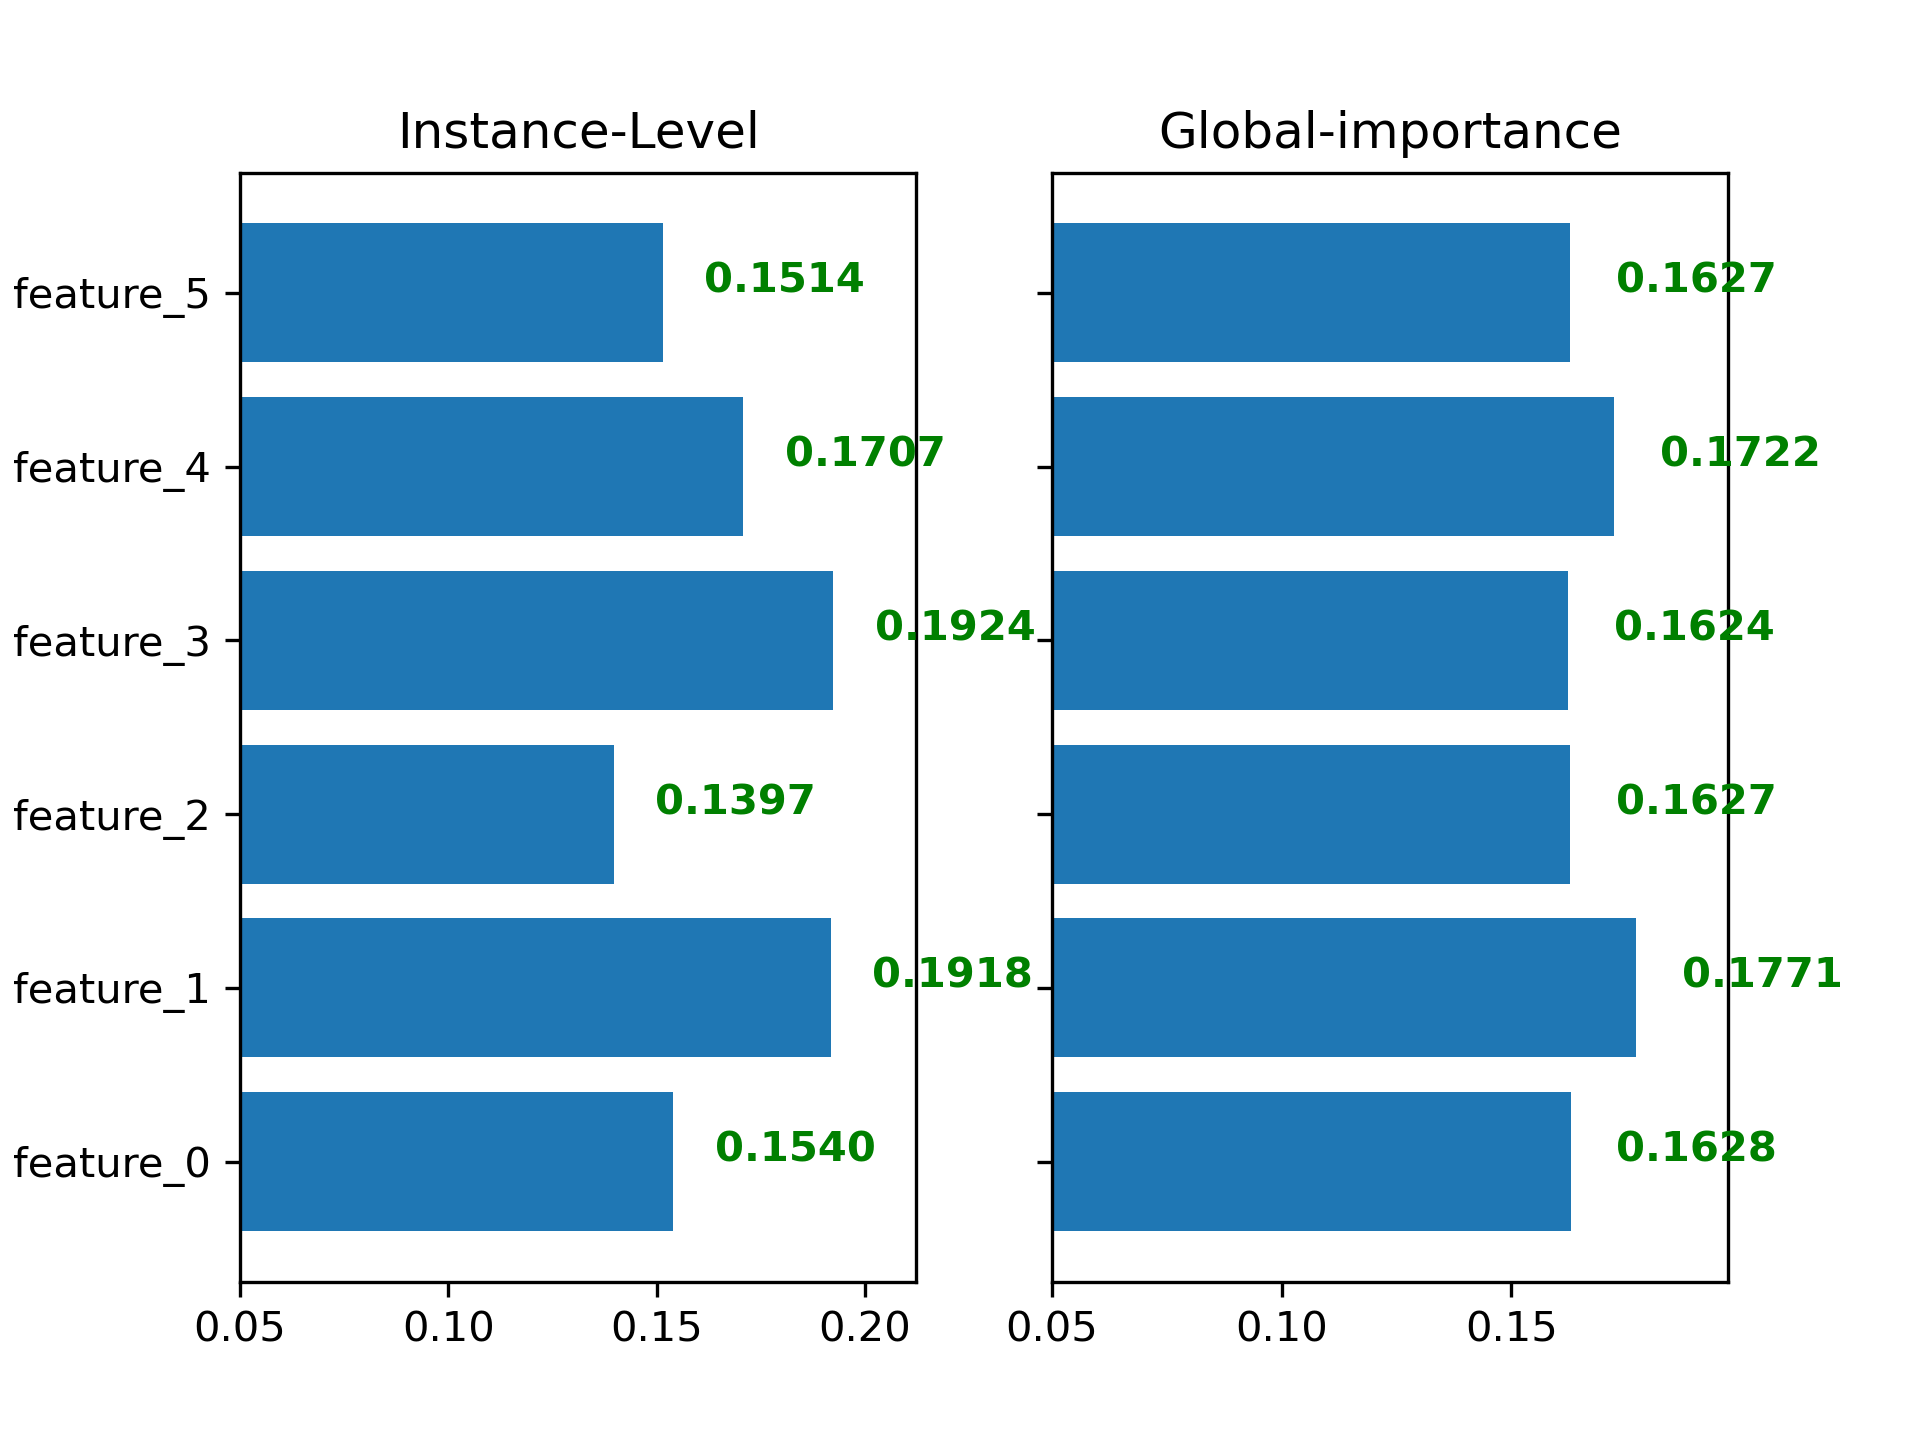 Instance-Level
feature_5
0.1514
feature_4
0.1707
feature_3
0.1924
feature_2
0.1397
feature_1
0.1918
feature_0
0.1540
0.05 0.10 0.15 0.20
Global-importance
0.1627
0.1722
0.1624
0.1627
0.1771
0.1628
0.05 0.10 0.15